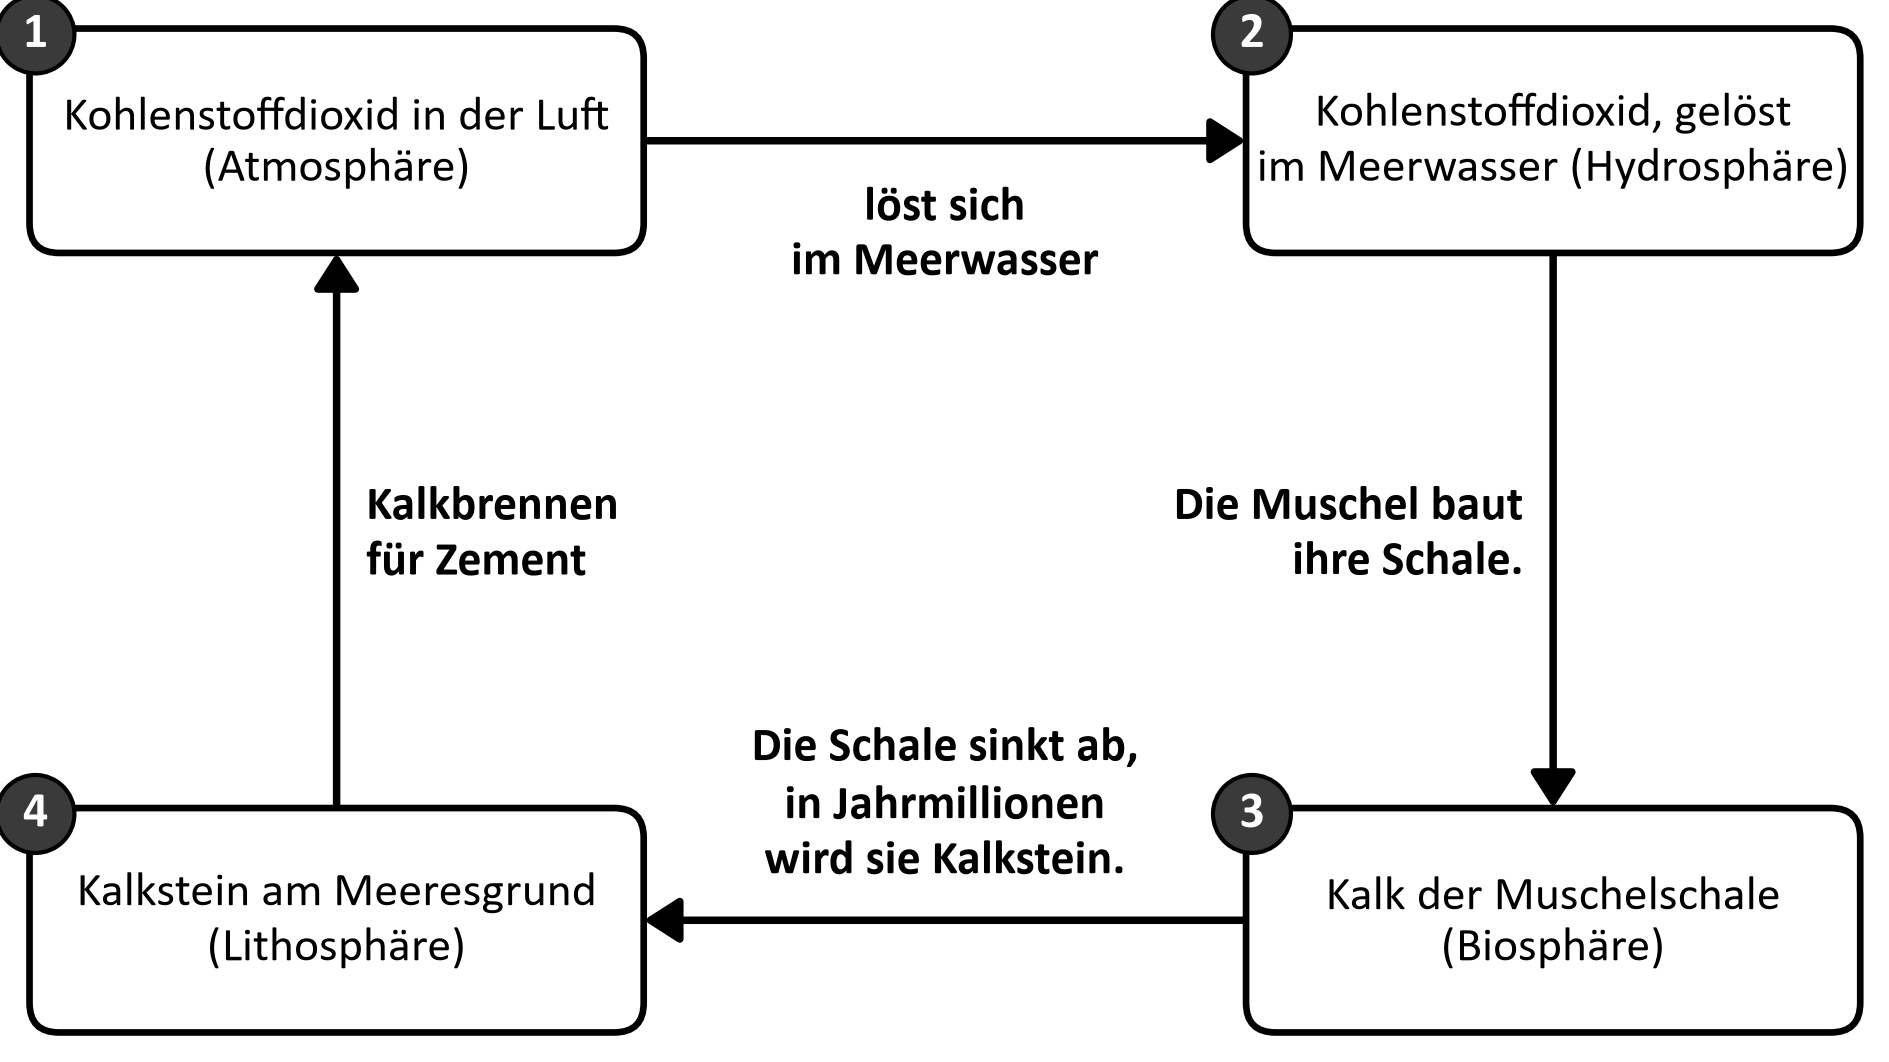 1
Kohlenstoffdioxid in der Luft
(Atmosphäre)
löst sich
im Meerwasser
2
Kohlenstoffdioxid, gelöst
im Meerwasser (Hydrosphäre)
Die Muschel baut
ihre Schale.
3
Kalk der Muschelschale
(Biosphäre)
Die Schale sinkt ab,
in Jahrmillionen
wird sie Kalkstein.
4
Kalkstein am Meeresgrund
(Lithosphäre)
Kalkbrennen
für Zement